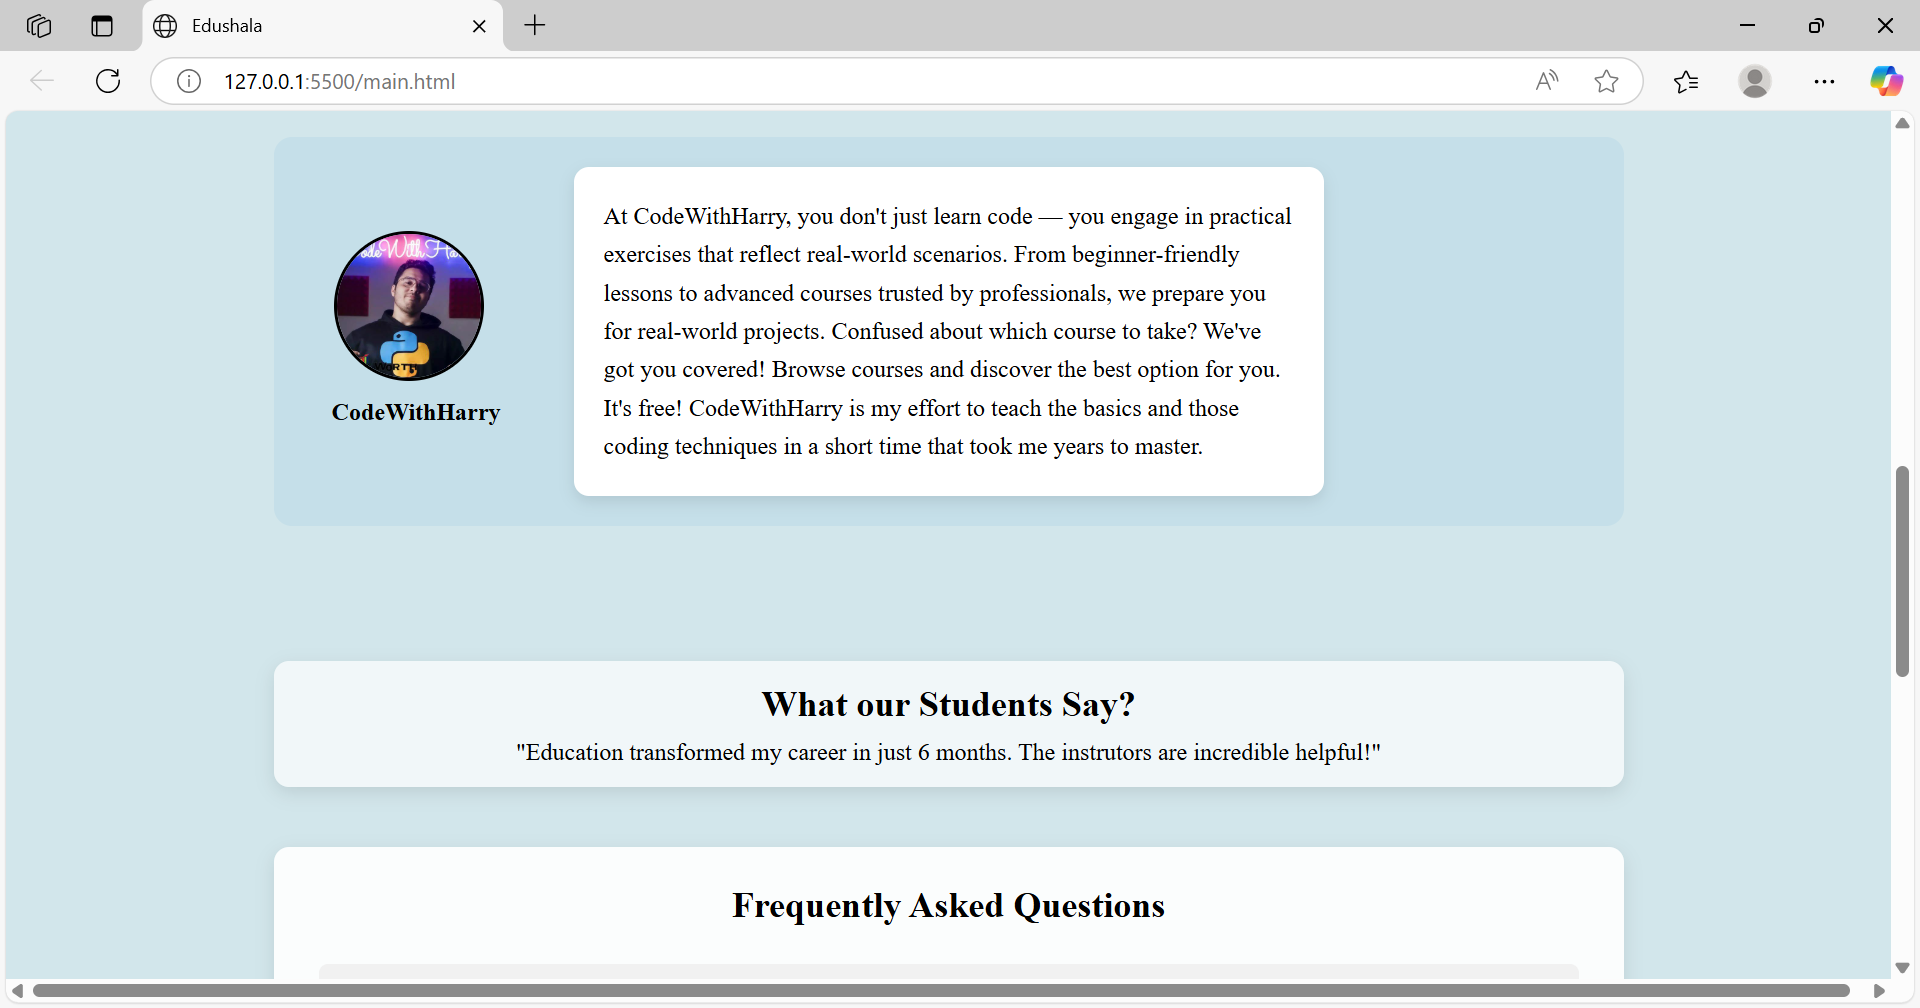 Edushala
127.0.0.1:5500/main.html
At CodeWithHarry, you don't just learn code — you engage in practical
exercises that reflect real-world scenarios. From beginner-friendly
lessons to advanced courses trusted by professionals, we prepare you
for real-world projects. Confused about which course to take? We've
got you covered! Browse courses and discover the best option for you.
It's free! CodeWithHarry is my effort to teach the basics and those
coding techniques in a short time that took me years to master.
CodeWithHarry
What our Students Say?
"Education transformed my career in just 6 months. The instrutors are incredible helpful!"
Frequently Asked Questions